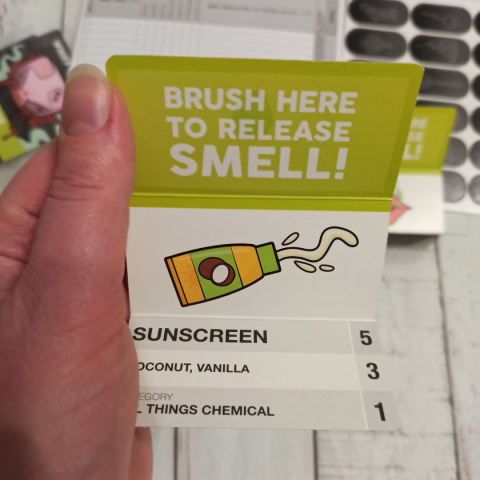 BRUSH HERE
TO RELEASE
SMELL!
SUNSCREEN 5
OCONUT, VANILLA 3
EGORY
L THINGS CHEMICAL 1